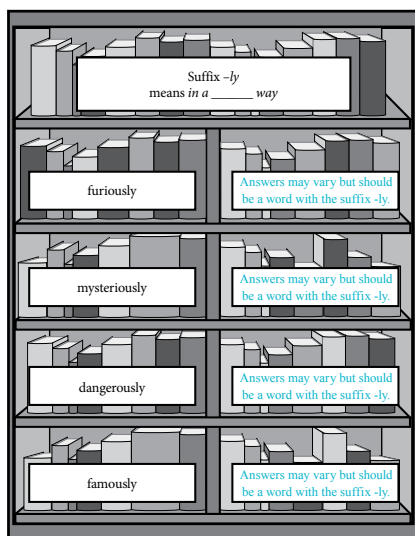 Suffix –ly
means in a ______ way
furiously
Answers may vary but should
be a word with the suffix -ly.
mysteriously
Answers may vary but should
be a word with the suffix -ly.
dangerously
Answers may vary but should
be a word with the suffix -ly.
famously
Answers may vary but should
be a word with the suffix -ly.